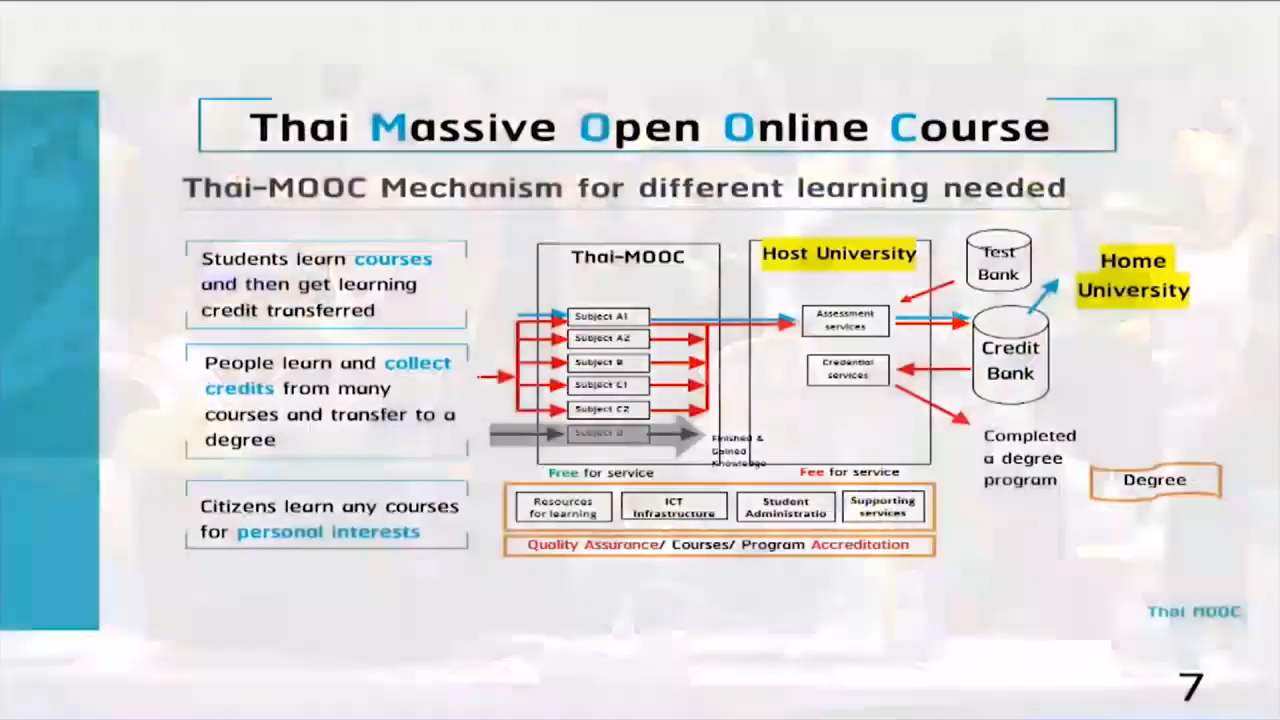 Thai Massive Open Online Course
Thai-MOOC Mechanism for different learning needed
Students learn courses
and then get learning
credit transferred
People learn and collect
credits from many
courses and transfer to a
degree
Citizens learn any courses
for personal interests
Thai-MOOC
Subject A1
Subject A2
Subject B
Subject C1
Subject C2
Subject D
Finished &
Gained
Knowledge
Free for service
Host University
Assessment
services
Credential
services
Fee for service
Test
Bank
Credit
Bank
Home
University
Completed
a degree
program
Degree
Resources
for learning
ICT
Infrastructure
Student
Administratio
Supporting
services
Quality Assurance/ Courses/ Program Accreditation
Thai MOOC
7